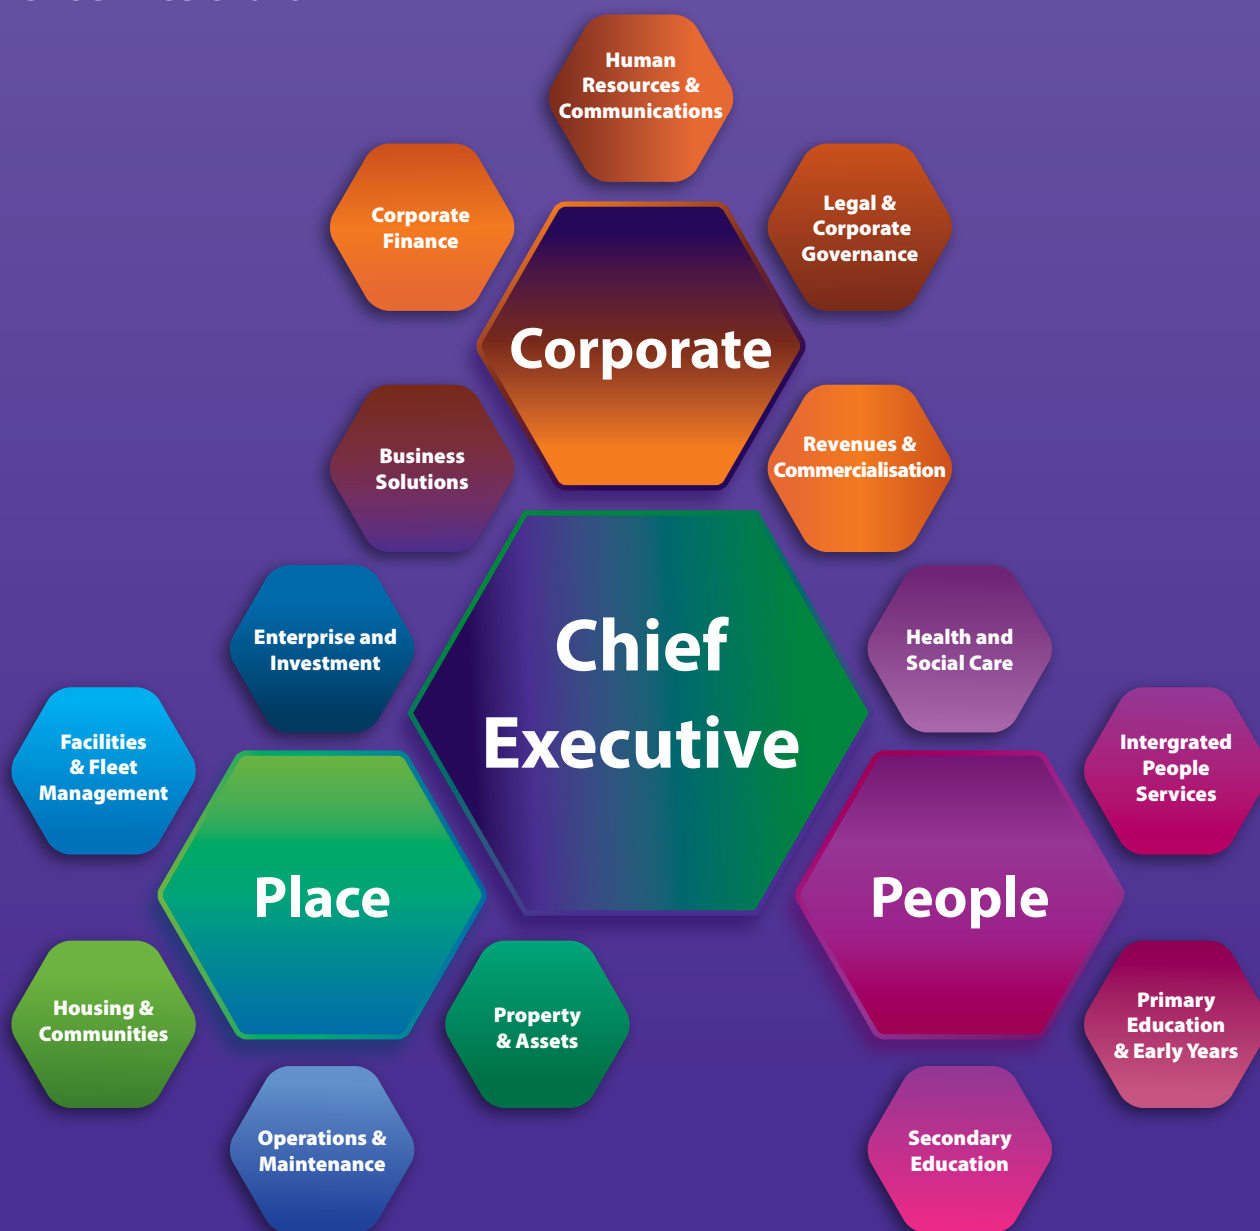 Human
Resources &
Communications
Corporate
Finance
Legal &
Corporate
Governance
Corporate
Business
Solutions
Revenues &
Commercialisation
Chief
Executive
Enterprise and
Investment
Health and
Social Care
Facilities
& Fleet
Management
Intergrated
People
Services
Place
People
Housing &
Communities
Property
& Assets
Primary
Education
& Early Years
Operations &
Maintenance
Secondary
Education